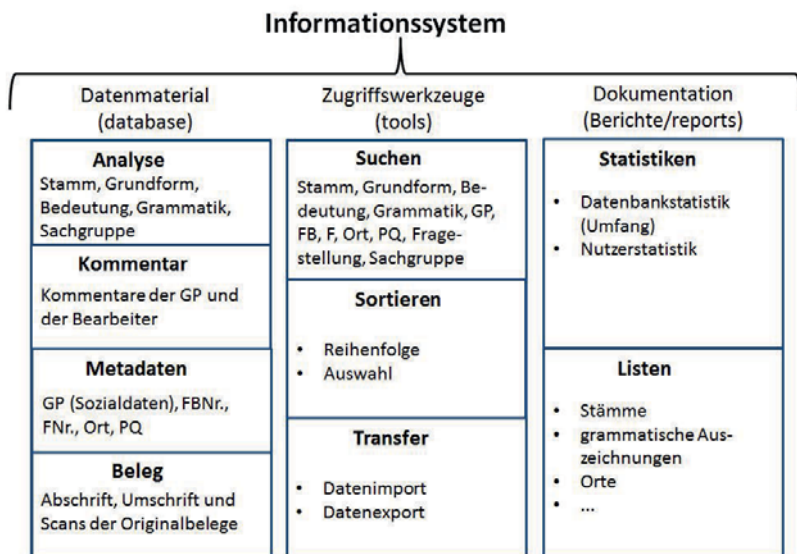 Informationssystem
Datenmaterial
(database)
Analyse
Stamm, Grundform,
Bedeutung, Grammatik,
Sachgruppe
Kommentar
Kommentare der GP und
der Bearbeiter
Metadaten
GP (Sozialdaten), FBNr.,
FNr., Ort, PQ
Beleg
Abschrift, Umschrift und
Scans der Originalbelege
Zugriffswerkzeuge
(tools)
Suchen
Stamm, Grundform, Be-
deutung, Grammatik, GP,
FB, F, Ort, PQ, Frage-
stellung, Sachgruppe
Sortieren
• Reihenfolge
• Auswahl
Transfer
• Datenimport
• Datenexport
Dokumentation
(Berichte/reports)
Statistiken
• Datenbankstatistik
(Umfang)
• Nutzerstatistik
Listen
• Stämme
• grammatische Aus-
zeichnungen
• Orte
• ...